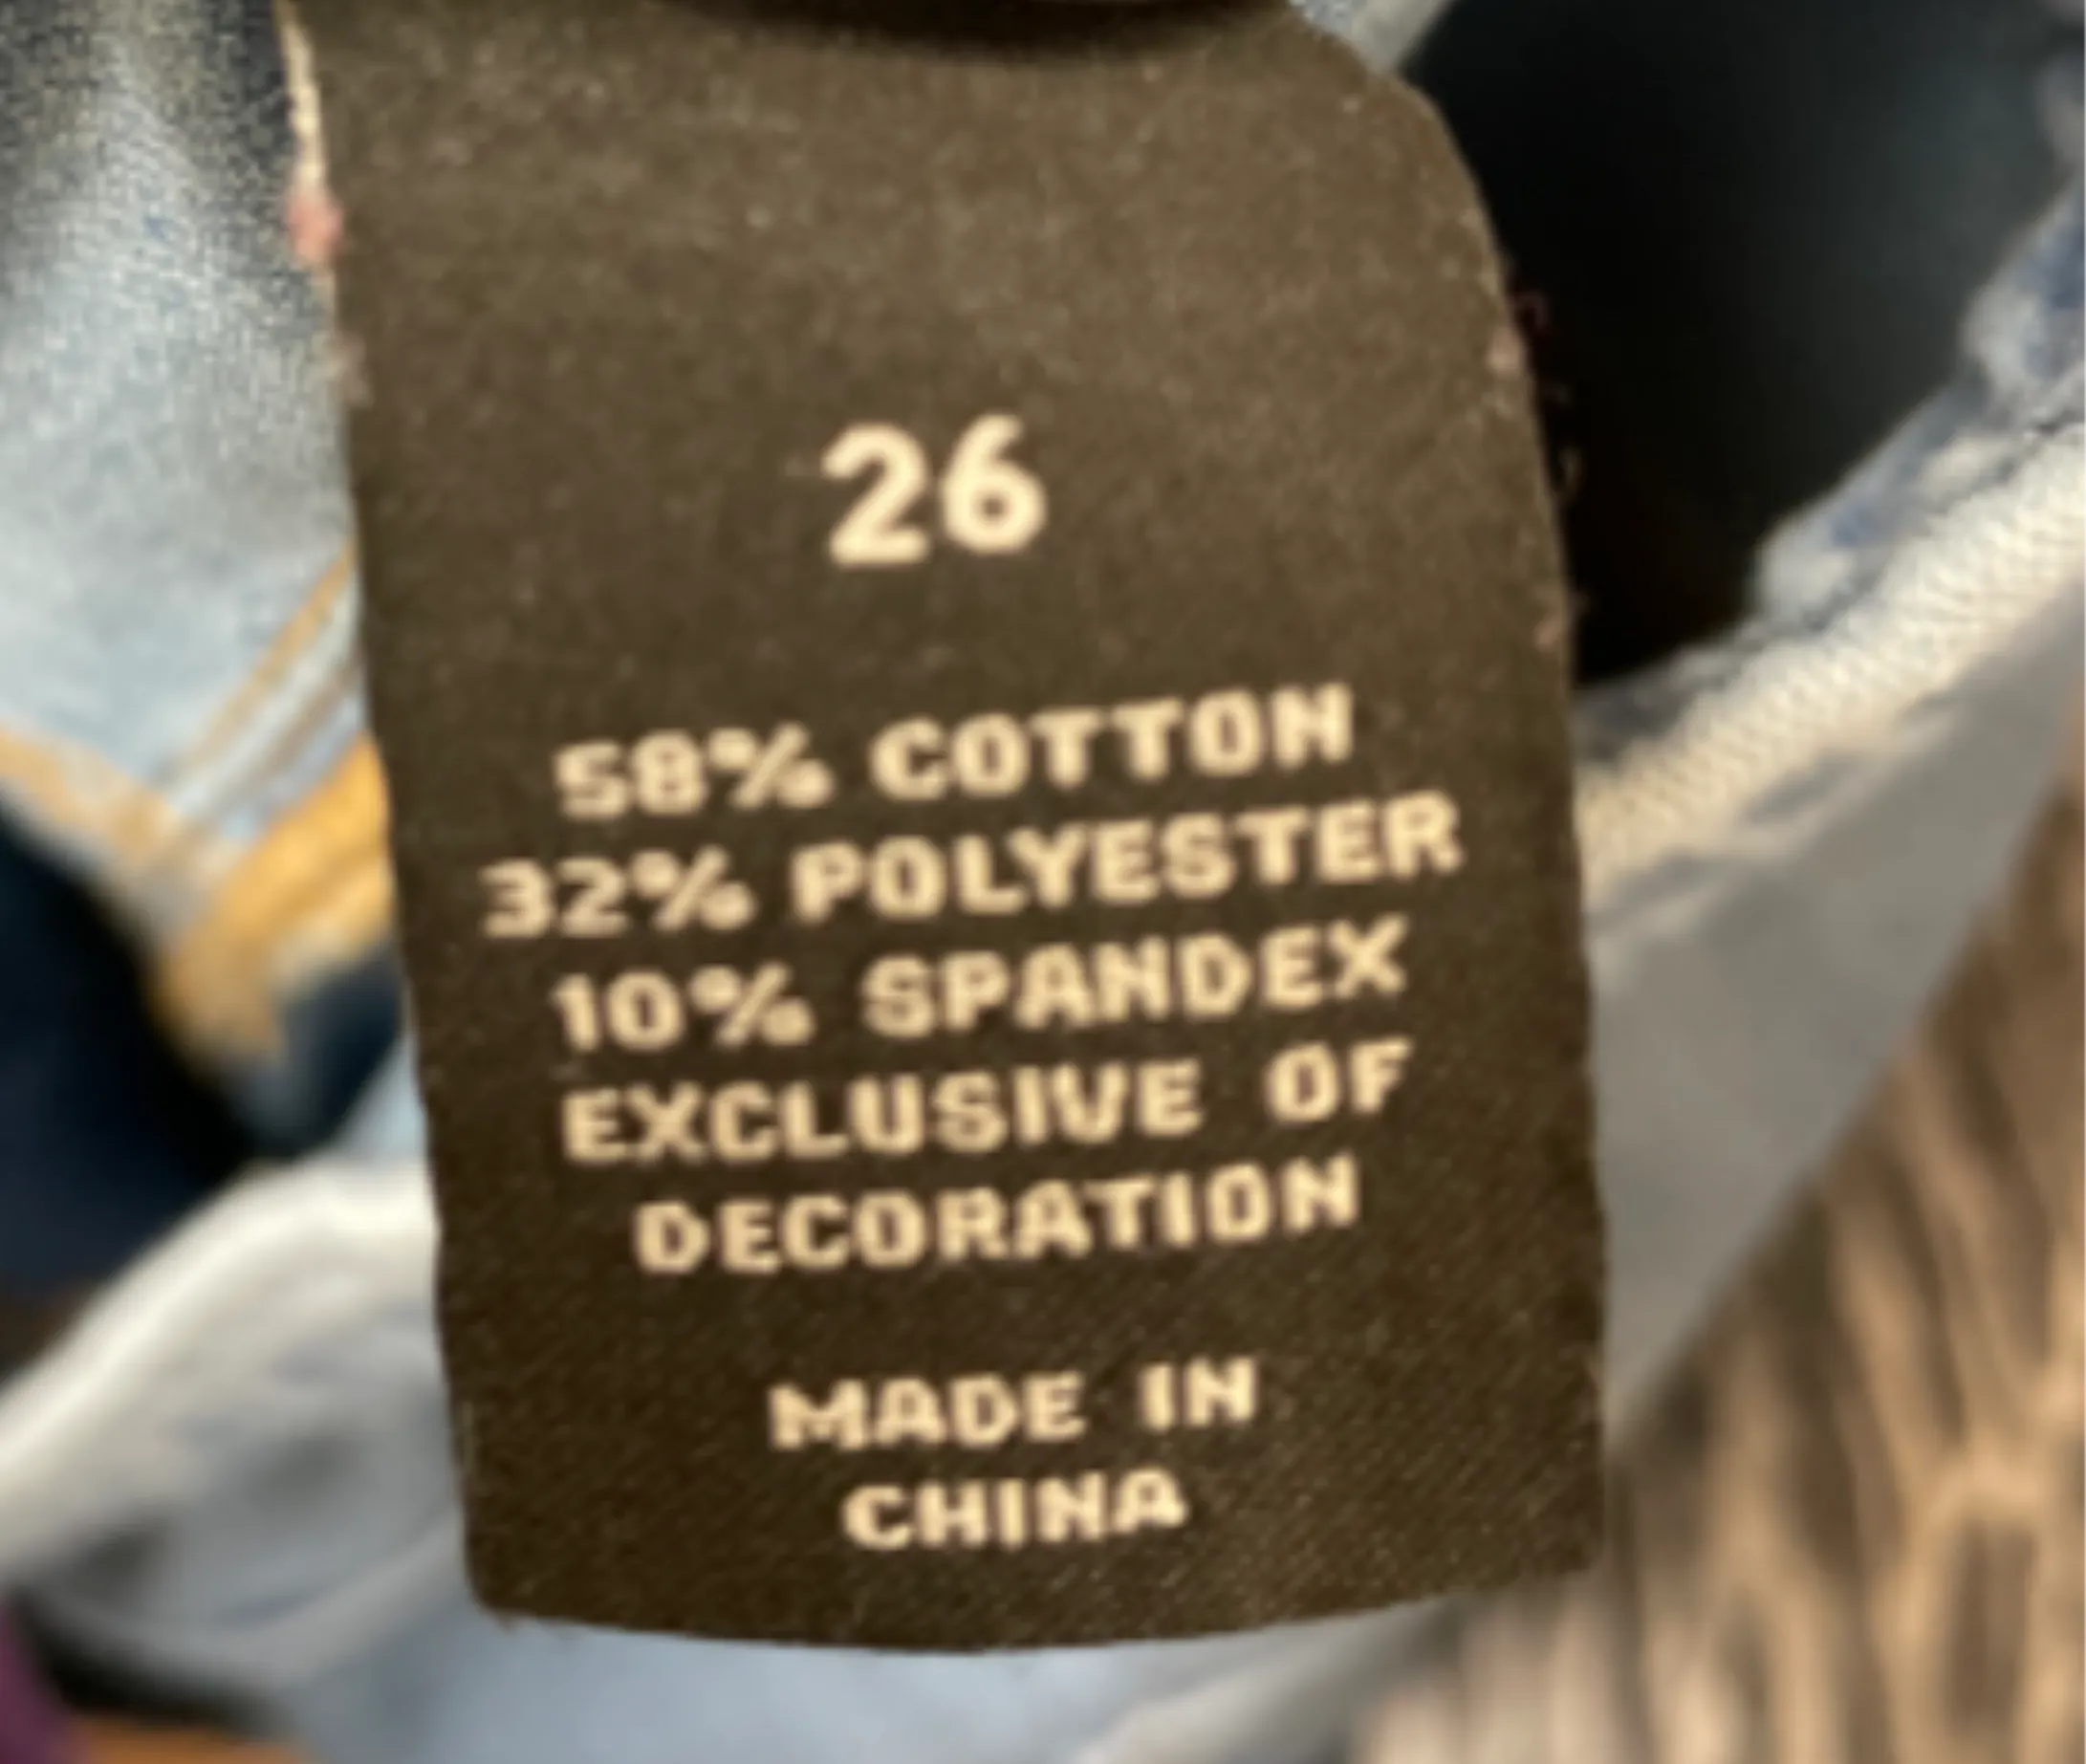 26
58% COTTON
32% POLYESTER
10% SPANDEX
EXCLUSIVE OF
DECORATION
MADE IN
CHINA